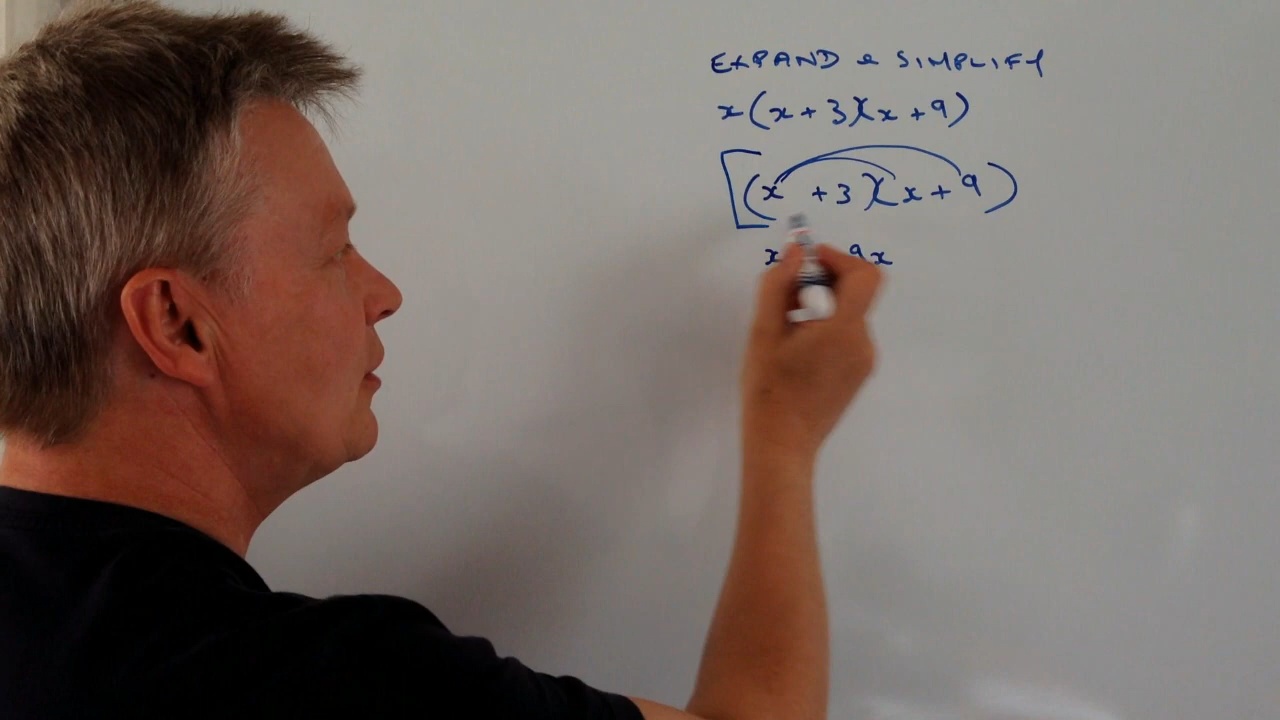 EXPAND & SIMPLIFY
x(x+3)(x+9)
[(x +3)(x+9)
x 9x